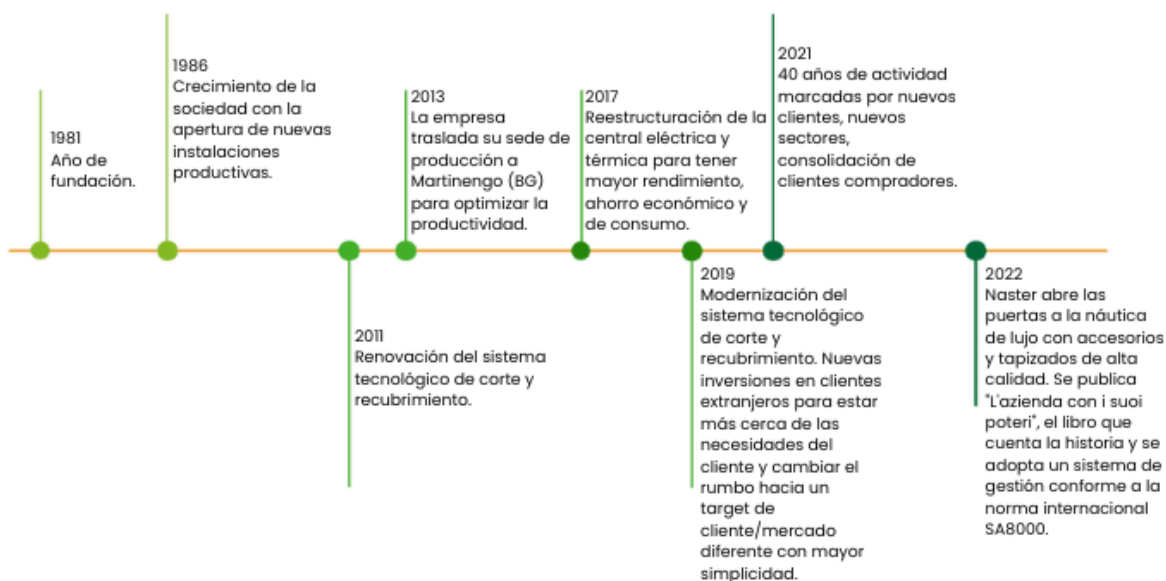 1981
Año de
fundación.
1986
Crecimiento de la
sociedad con la
apertura de nuevas
instalaciones
productivas.
2011
Renovación del sistema
tecnológico de corte y
recubrimiento.
2013
La empresa
traslada su sede de
producción a
Martinengo (BG)
para optimizar la
productividad.
2017
Reestructuración de la
central eléctrica y
térmica para tener
mayor rendimiento,
ahorro económico y
de consumo.
2019
Modernización del
sistema tecnológico
de corte y
recubrimiento. Nuevas
inversiones en clientes
extranjeros para estar
más cerca de las
necesidades del
cliente y cambiar el
rumbo hacia un
target de
cliente/mercado
diferente con mayor
simplicidad.
2021
40 años de actividad
marcadas por nuevos
clientes, nuevos
sectores,
consolidación de
clientes compradores.
2022
Naster abre las
puertas a la náutica
de lujo con accesorios
y tapizados de alta
calidad. Se publica
"L'azienda con i suoi
poteri", el libro que
cuenta la historia y se
adopta un sistema de
gestión conforme a la
norma internacional
SA8000.